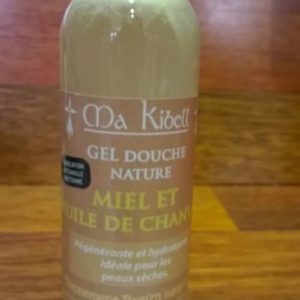 Ma Kibell
GEL DOUCHE
NATURE
MIEL ET
UILE DE CHAN
Régénérante et hydratante
Idéale pour les
peaux sèches.